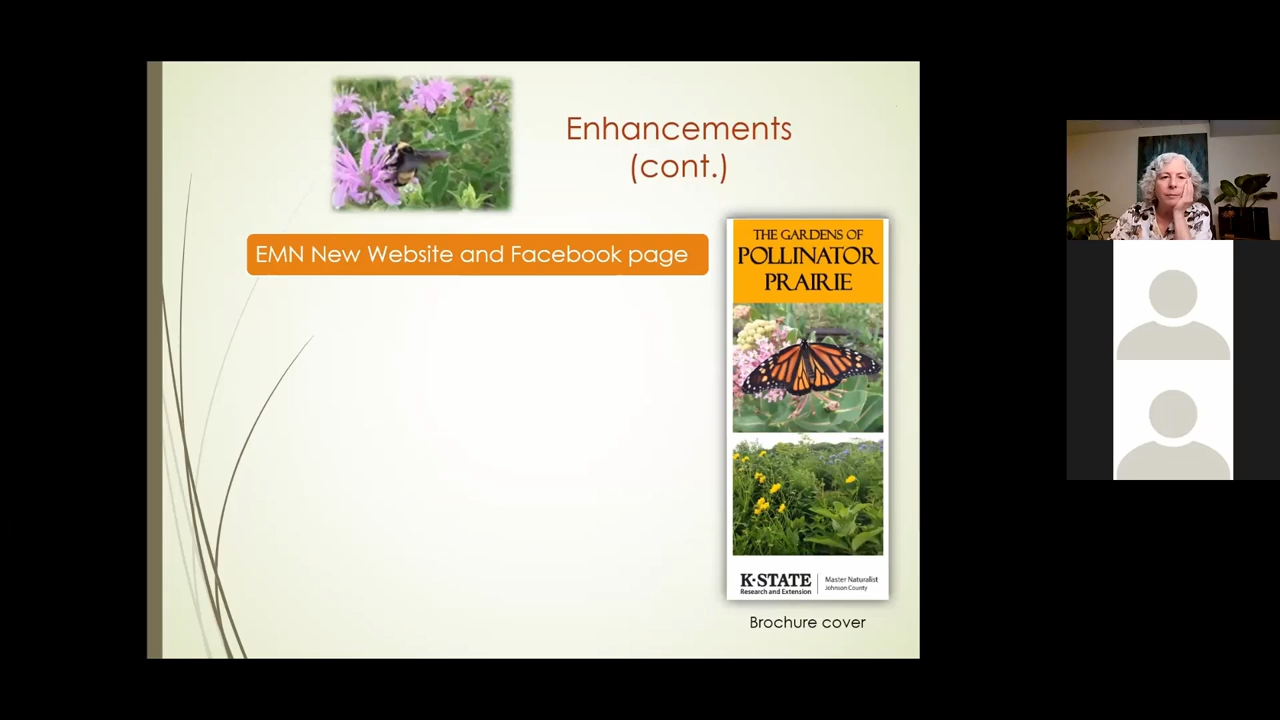 Enhancements
(cont.)
EMN New Website and Facebook page
THE GARDENS OF
POLLINATOR
PRAIRIE
K·STATE
Research and Extension
Master Naturalist
Johnson County
Brochure cover